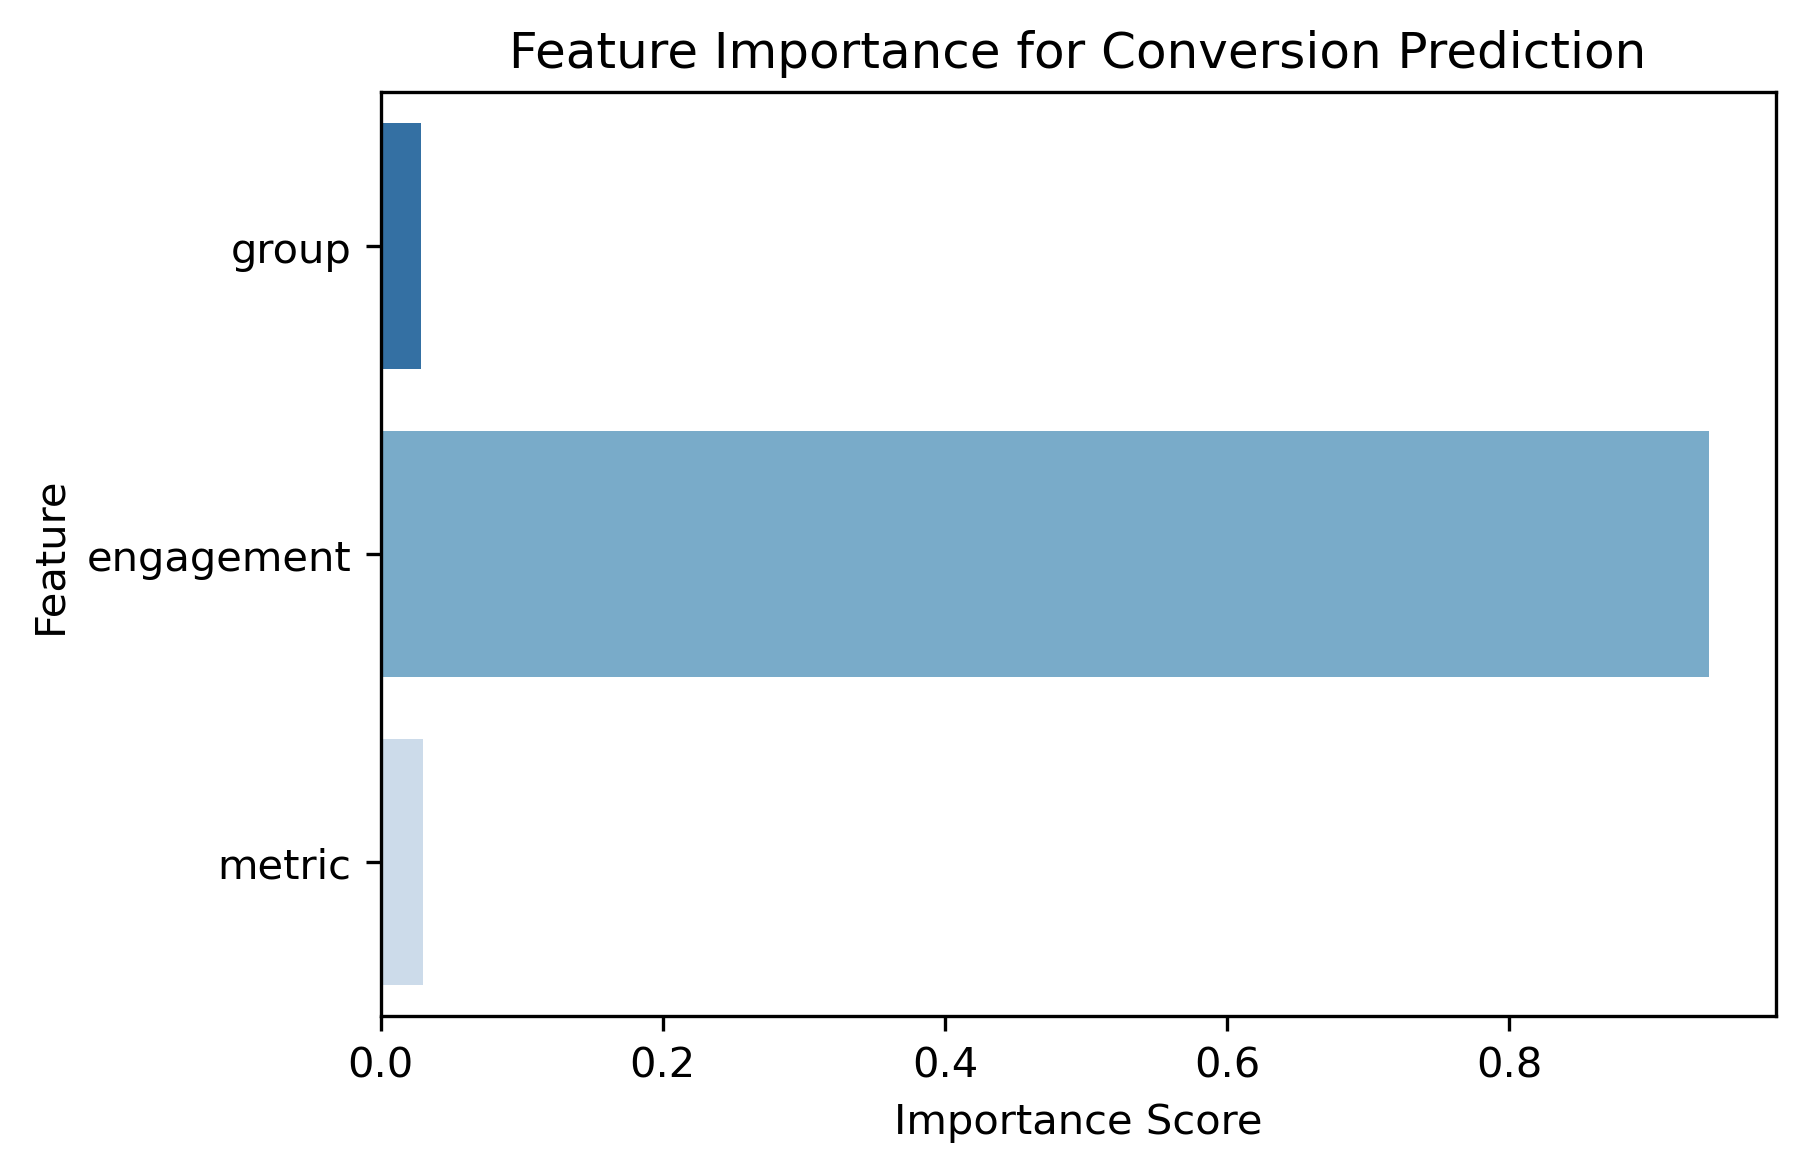 Feature Importance for Conversion Prediction
group
engagement
metric
Feature
0.0 0.2 0.4 0.6 0.8
Importance Score